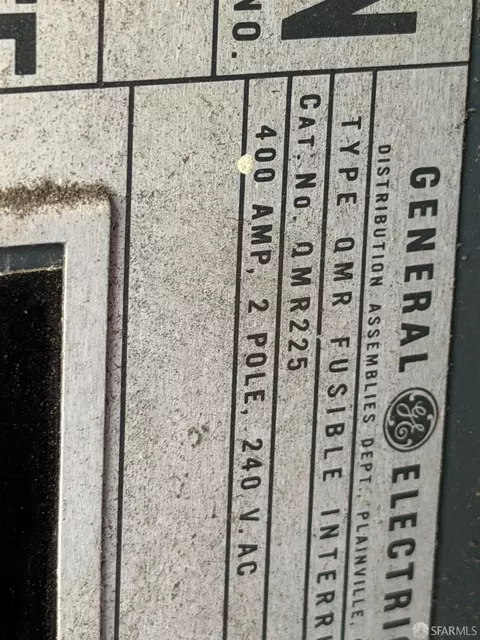 GENERAL GE ELECTRI
DISTRIBUTION ASSEMBLIES DEPT., PLAINVILLE,
TYPE QMR FUSIBLE INTERR
CAT. No. QMR225
400 AMP, 2 POLE, 240 V AC
N
NO.
SFARMLS